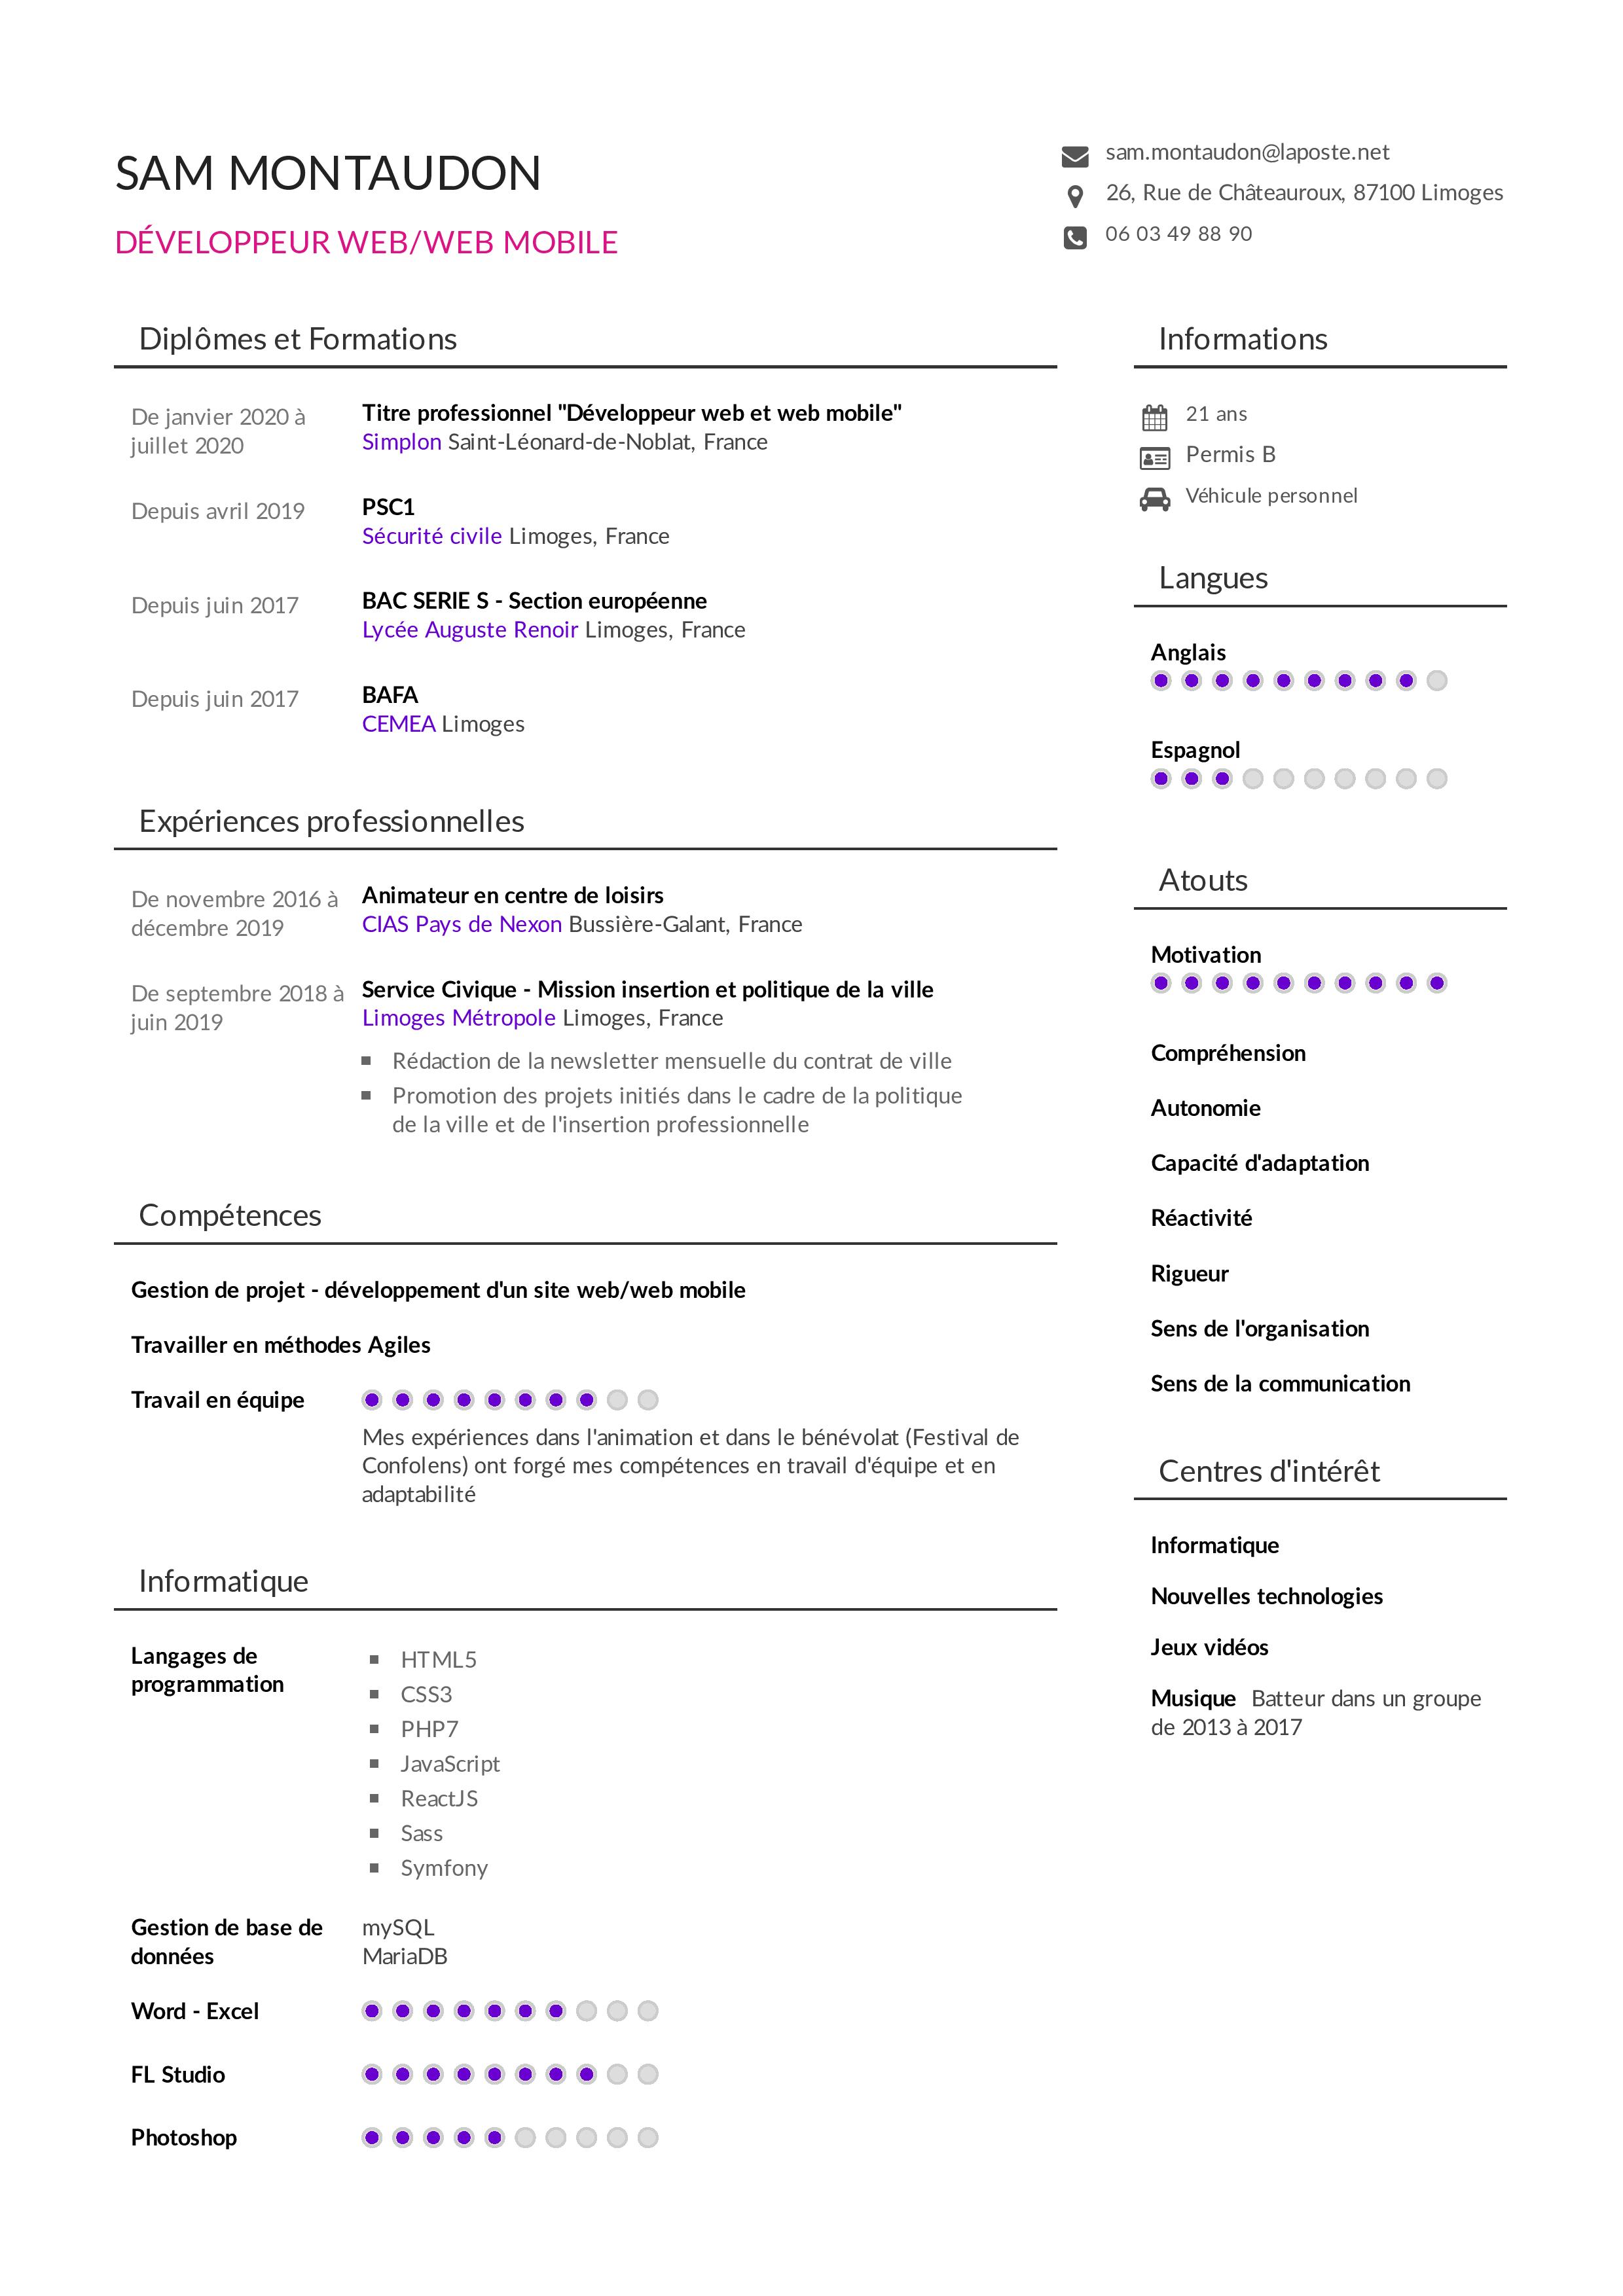 SAM MONTAUDON
DÉVELOPPEUR WEB/WEB MOBILE
sam.montaudon@laposte.net
26, Rue de Châteauroux, 87100 Limoges
06 03 49 88 90
Diplômes et Formations
De janvier 2020 à
juillet 2020
Titre professionnel "Développeur web et web mobile"
Simplon Saint-Léonard-de-Noblat, France
Depuis avril 2019
PSC1
Sécurité civile Limoges, France
Depuis juin 2017
BAC SERIE S - Section européenne
Lycée Auguste Renoir Limoges, France
Depuis juin 2017
BAFA
CEMEA Limoges
Expériences professionnelles
De novembre 2016 à
décembre 2019
Animateur en centre de loisirs
CIAS Pays de Nexon Bussière-Galant, France
De septembre 2018 à
juin 2019
Service Civique - Mission insertion et politique de la ville
Limoges Métropole Limoges, France
Rédaction de la newsletter mensuelle du contrat de ville
Promotion des projets initiés dans le cadre de la politique
de la ville et de l'insertion professionnelle
Compétences
Gestion de projet - développement d'un site web/web mobile
Travailler en méthodes Agiles
Travail en équipe
Mes expériences dans l'animation et dans le bénévolat (Festival de
Confolens) ont forgé mes compétences en travail d'équipe et en
adaptabilité
Informatique
Langages de
programmation
HTML5
CSS3
PHP7
JavaScript
ReactJS
Sass
Symfony
Gestion de base de
données
mySQL
MariaDB
Word - Excel
FL Studio
Photoshop
Informations
21 ans
Permis B
Véhicule personnel
Langues
Anglais
Espagnol
Atouts
Motivation
Compréhension
Autonomie
Capacité d'adaptation
Réactivité
Rigueur
Sens de l'organisation
Sens de la communication
Centres d'intérêt
Informatique
Nouvelles technologies
Jeux vidéos
Musique Batteur dans un groupe
de 2013 à 2017